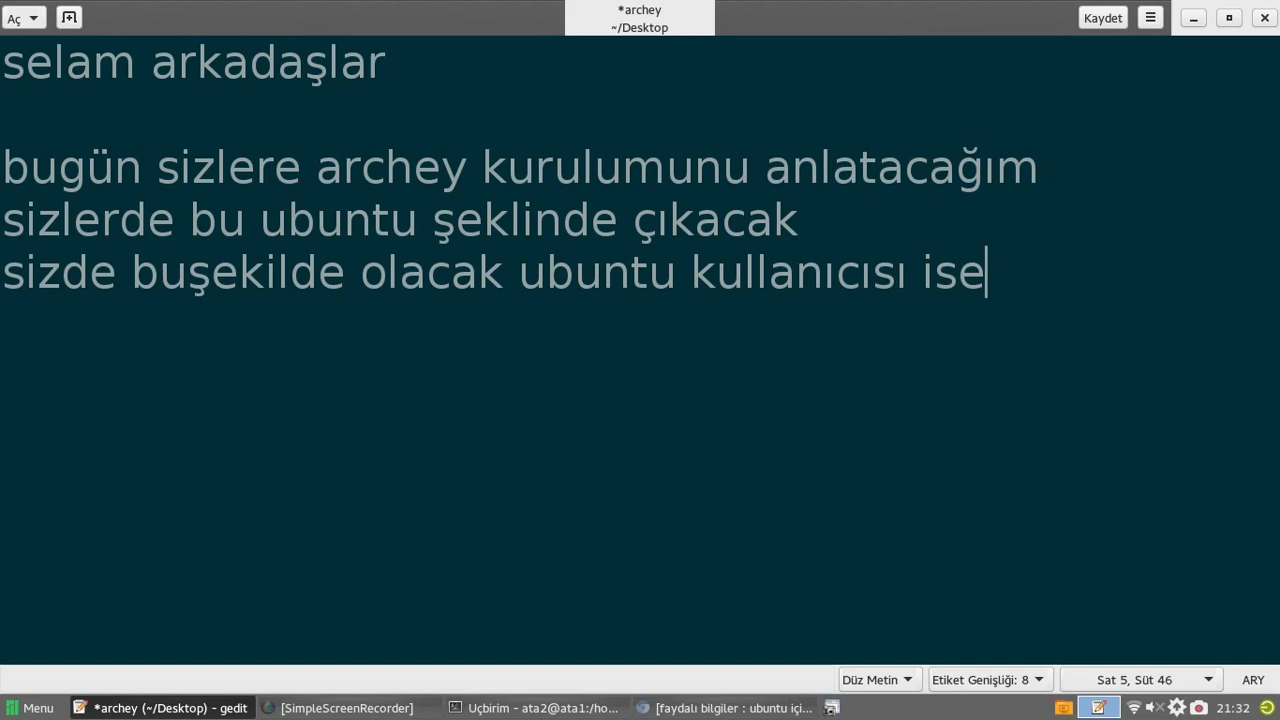 Aç
*archey
~/Desktop
Kaydet
selam arkadaşlar
bugün sizlere archey kurulumunu anlatacağım
sizlerde bu ubuntu şeklinde çıkacak
sizde buşekilde olacak ubuntu kullanıcısı ise
Düz Metin
Etiket Genişliği: 8
Sat 5, Süt 46
ARY
Menu
*archey (~/Desktop) - gedit
[SimpleScreenRecorder]
Uçbirim - ata2@ata1:/ho...
[faydalı bilgiler : ubuntu içi...
21:32